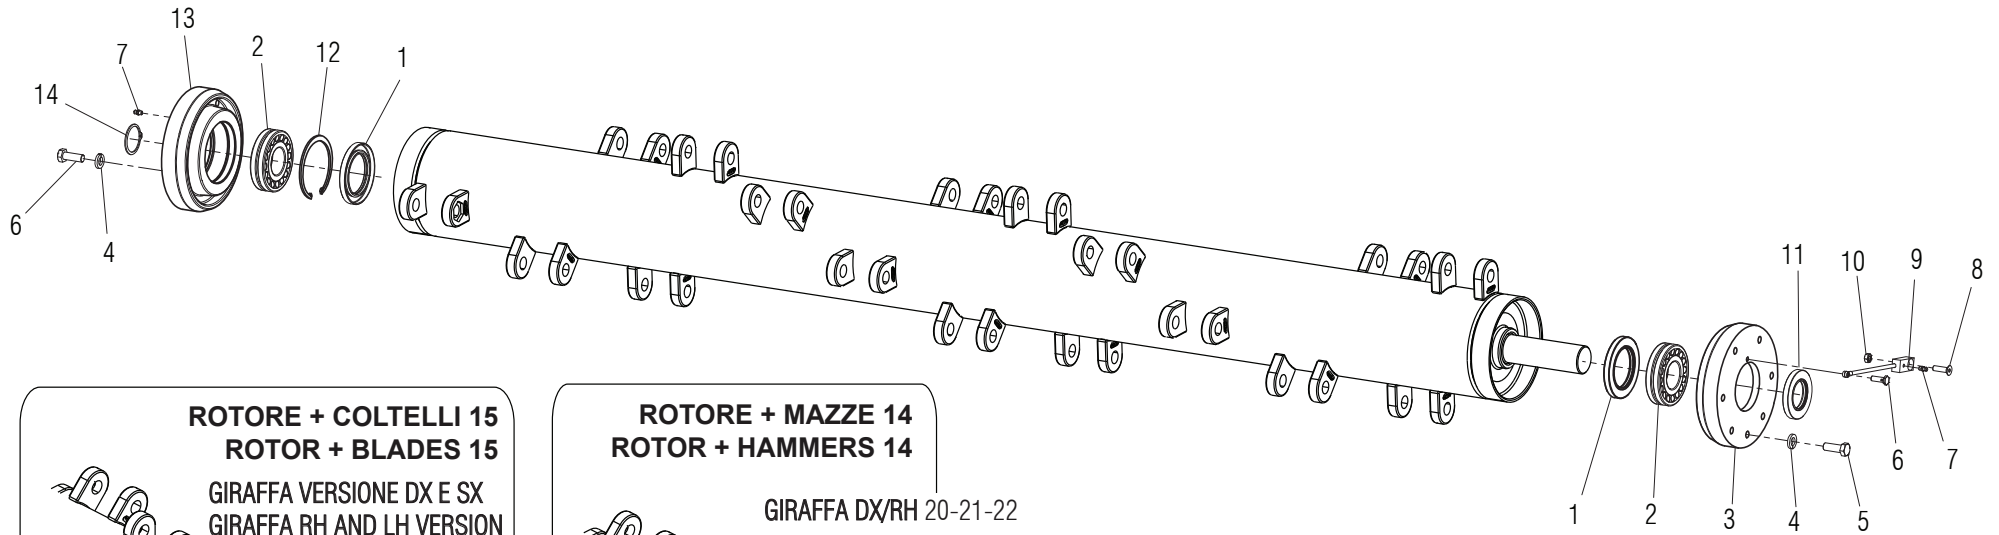 13
2
12
1
7
14
6
4
11
10
9
8
1
2
3
4
5
6
7
ROTORE + COLTELLI 15
ROTOR + BLADES 15
GIRAFFA VERSIONE DX E SX
GIRAFFA RH AND LH VERSION
ROTORE + MAZZE 14
ROTOR + HAMMERS 14
GIRAFFA DX/RH 20-21-22